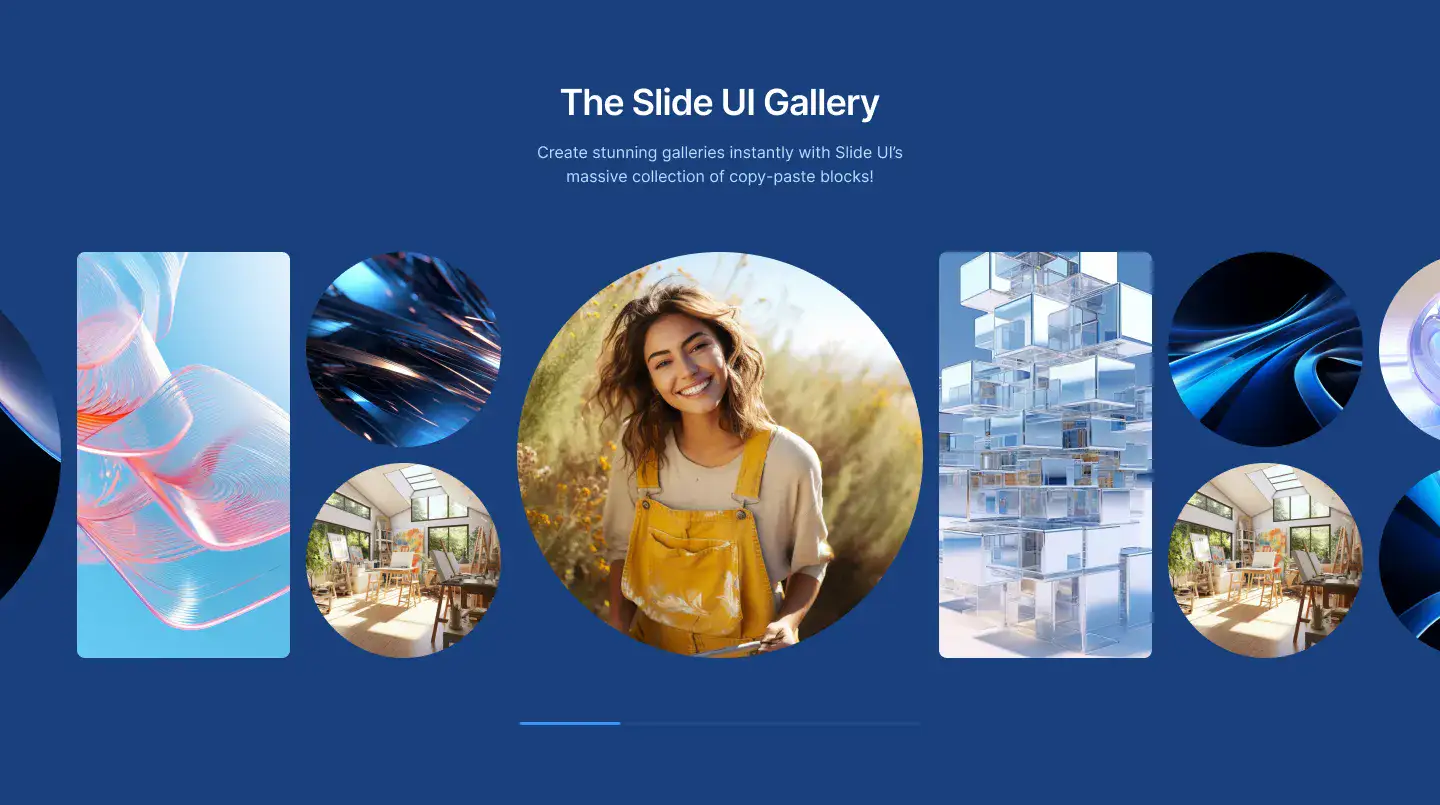 The Slide UI Gallery
Create stunning galleries instantly with Slide UI’s
massive collection of copy-paste blocks!